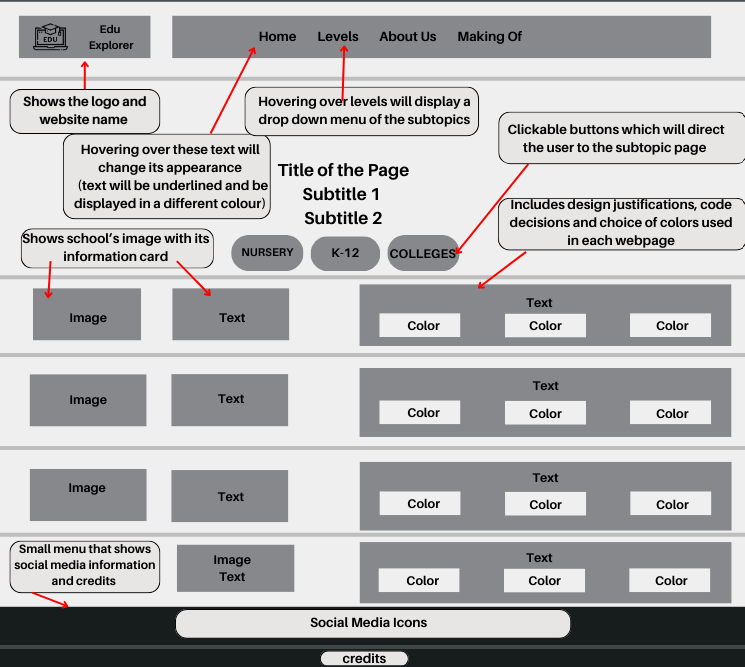 EDU
Edu
Explorer
Home Levels About Us Making Of
Shows the logo and
website name
Hovering over levels will display a
drop down menu of the subtopics
Clickable buttons which will direct
the user to the subtopic page
Hovering over these text will
change its appearance
(text will be underlined and be
displayed in a different colour)
Title of the Page
Subtitle 1
Subtitle 2
Includes design justifications, code
decisions and choice of colors used
in each webpage
Shows school's image with its
information card
NURSERY K-12 COLLEGES
Image Text Text
Color Color Color
Image Text Text
Color Color Color
Image Text Text
Color Color Color
Small menu that shows
social media information
and credits
Image
Text
Text
Color Color Color
Social Media Icons
credits